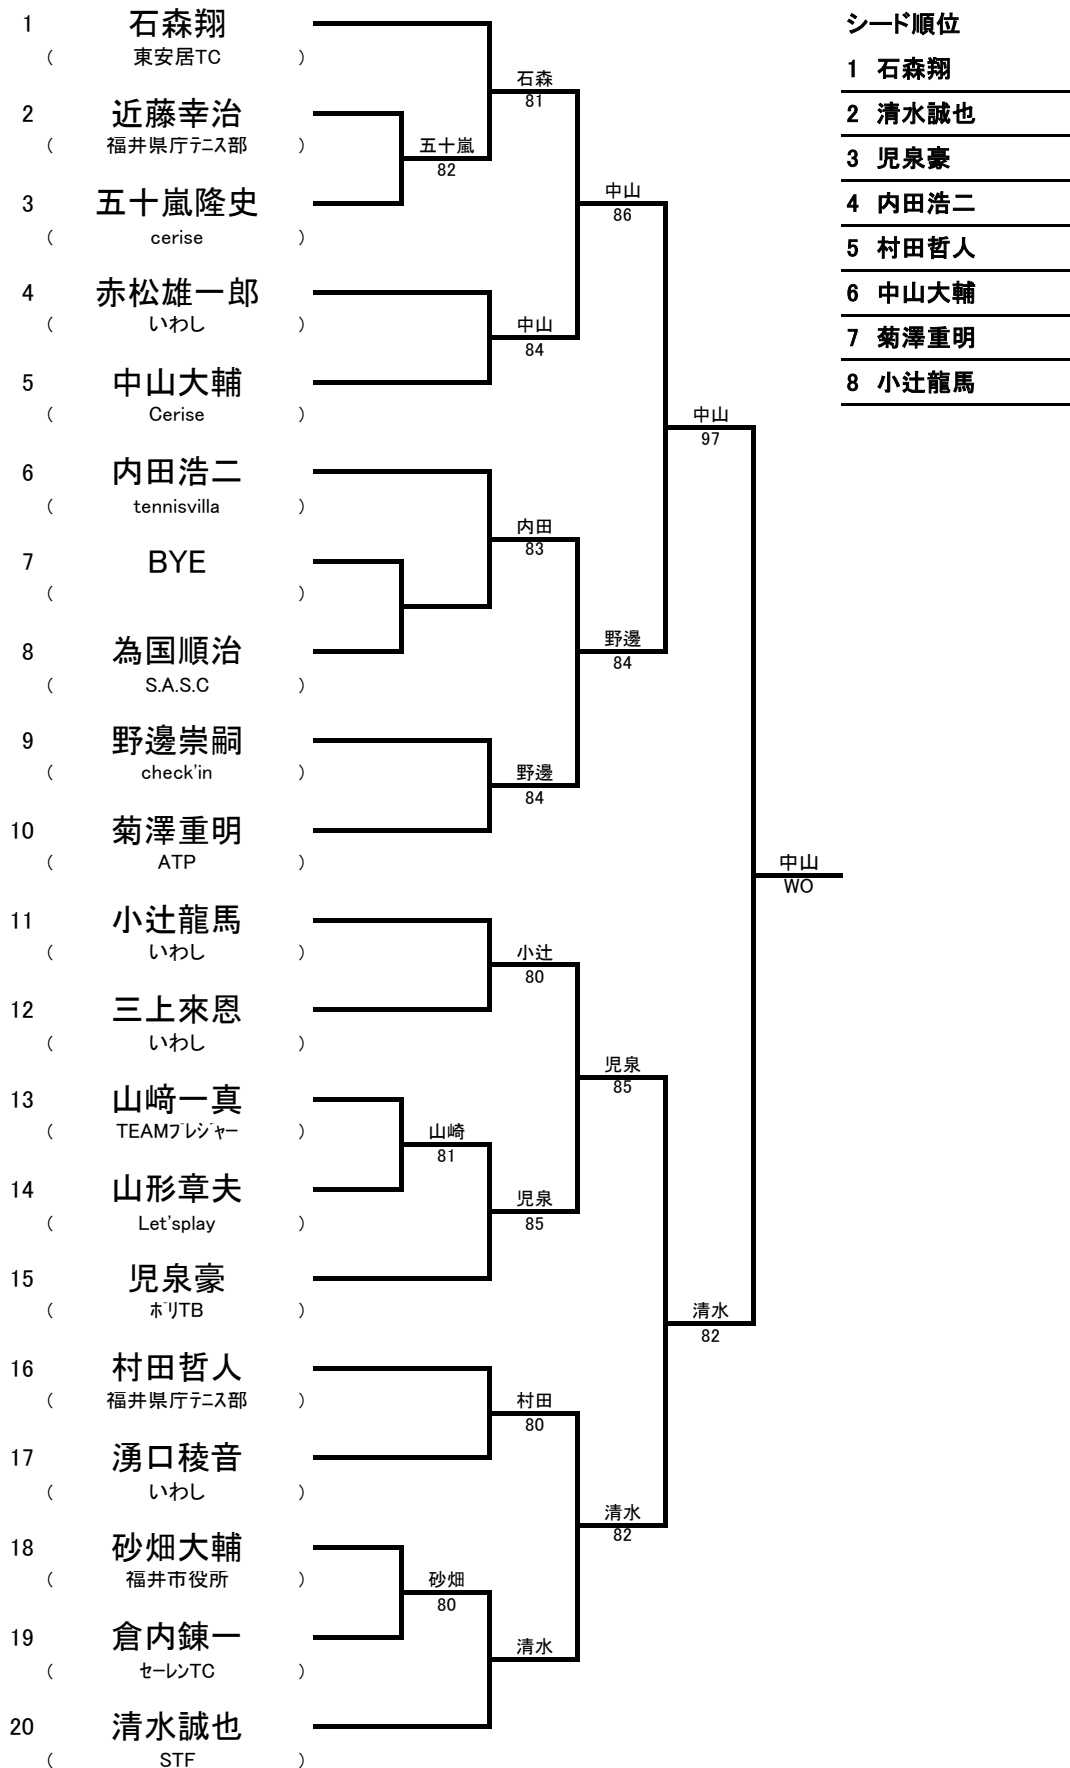 1 石森翔
( 東安居TC )
2 近藤幸治
( 福井県庁テニス部 )
3 五十嵐隆史
( cerise )
4 赤松雄一郎
( いわし )
5 中山大輔
( Cerise )
6 内田浩二
( tennisvilla )
7 BYE
( )
8 為国順治
( S.A.S.C )
9 野邊崇嗣
( check'in )
10 菊澤重明
( ATP )
11 小辻龍馬
( いわし )
12 三上來恩
( いわし )
13 山﨑一真
( TEAMプレジャー )
14 山形章夫
( Let'splay )
15 児泉豪
( ポリTB )
16 村田哲人
( 福井県庁テニス部 )
17 湧口稜音
( いわし )
18 砂畑大輔
( 福井市役所 )
19 倉内錬一
( セーレンTC )
20 清水誠也
( STF )
五十嵐
82
山崎
81
砂畑
80
石森
81
中山
84
内田
83
野邊
84
小辻
80
児泉
85
村田
80
清水
中山
86
野邊
84
児泉
85
清水
82
中山
97
清水
82
中山
WO
シード順位
1 石森翔
2 清水誠也
3 児泉豪
4 内田浩二
5 村田哲人
6 中山大輔
7 菊澤重明
8 小辻龍馬